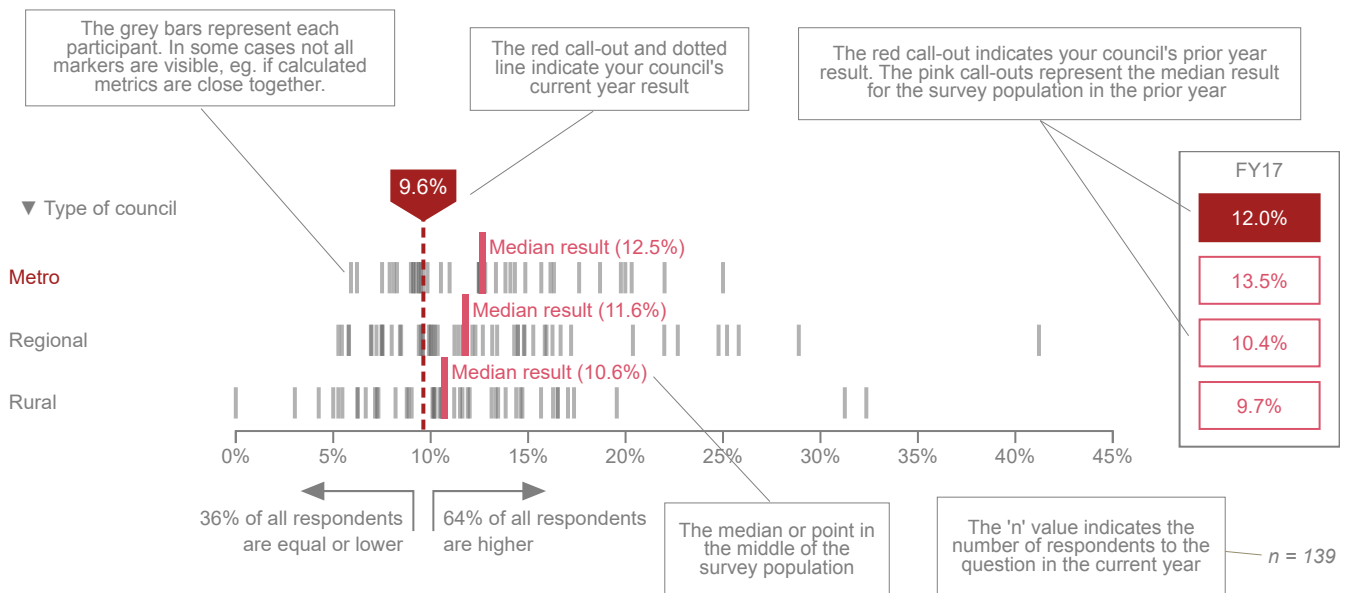 The grey bars represent each
participant. In some cases not all
markers are visible, eg. if calculated
metrics are close together.
The red call-out and dotted
line indicate your council's
current year result
The red call-out indicates your council's prior year
result. The pink call-outs represent the median result
for the survey population in the prior year
FY17
9.6%
▼ Type of council
12.0%
Median result (12.5%)
Metro
13.5%
Median result (11.6%)
Regional
10.4%
Median result (10.6%)
Rural
9.7%
0% 5% 10% 15% 20% 25% 30% 35% 40% 45%
36% of all respondents
are equal or lower
64% of all respondents
are higher
The median or point in
the middle of the
survey population
The 'n' value indicates the
number of respondents to the
question in the current year
n = 139